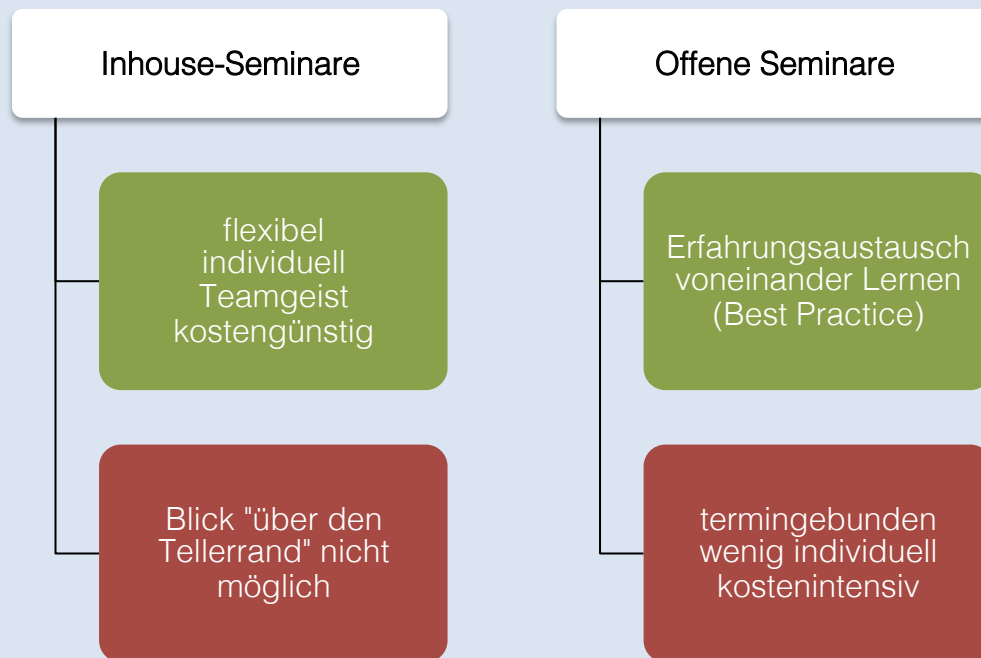 Inhouse-Seminare
flexibel
individuell
Teamgeist
kostengünstig
Blick "über den
Tellerrand" nicht
möglich
Offene Seminare
Erfahrungsaustausch
voneinander Lernen
(Best Practice)
termingebunden
wenig individuell
kostenintensiv